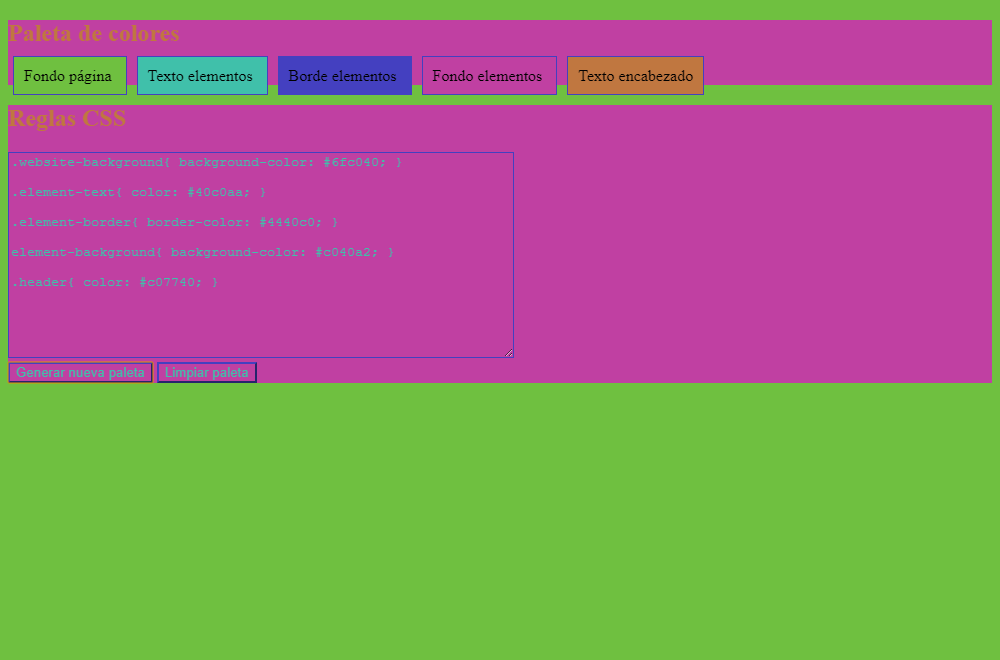 Paleta de colores
Fondo página Texto elementos Borde elementos Fondo elementos Texto encabezado
Reglas CSS
.website-background{ background-color: #6fc040; }
.element-text{ color: #40c0aa; }
.element-border{ border-color: #4440c0; }
element-background{ background-color: #c040a2; }
.header{ color: #c07740; }
Generar nueva paleta Limpiar paleta